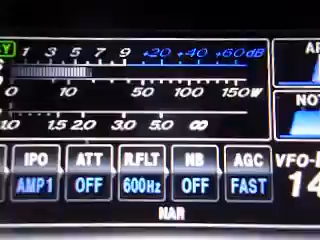 1 3 5 7 9 +20 +40 +60dB
0 10 50 100 150W
1.0 1.5 2.0 3.0 5.0 ∞
IPO ATT R.FLT NB AGC
AMP1 OFF 600Hz OFF FAST
NAR